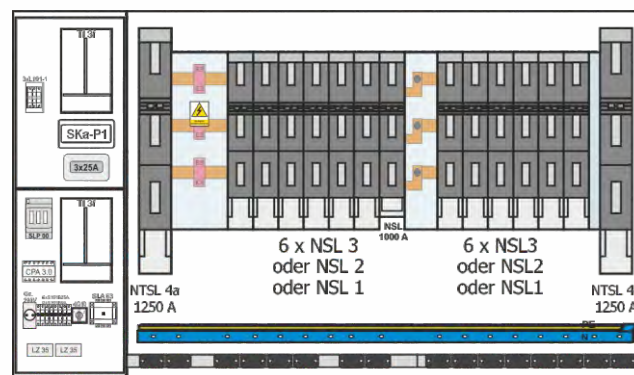 TL3i
SKa-P1
3x25A
TL3i
SLP 80
CPA 3.0
SLA 63
LZ 35
LZ 35
NTSL 4a
1250 A
6 x NSL 3
oder NSL 2
oder NSL 1
NSL
1000 A
6 x NSL3
oder NSL2
oder NSL1
NTSL 4
1250 A
PE
N